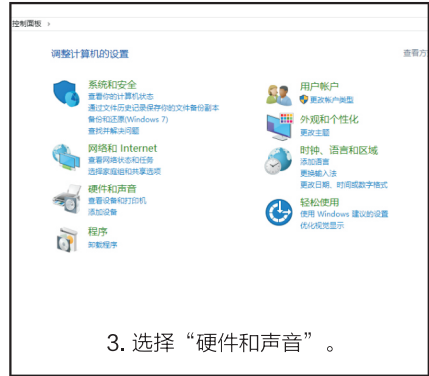 控制面板 ›
调整计算机的设置
查看方
系统和安全
查看你的计算机状态
通过文件历史记录保存你的文件备份副本
备份和还原(Windows 7)
查找并解决问题
网络和 Internet
查看网络状态和任务
选择家庭组和共享选项
硬件和声音
查看设备和打印机
添加设备
程序
卸载程序
用户帐户
更改帐户类型
外观和个性化
更改主题
时钟、语言和区域
添加语言
更换输入法
更改日期、时间或数字格式
轻松使用
使用 Windows 建议的设置
优化视觉显示
3. 选择“硬件和声音”。